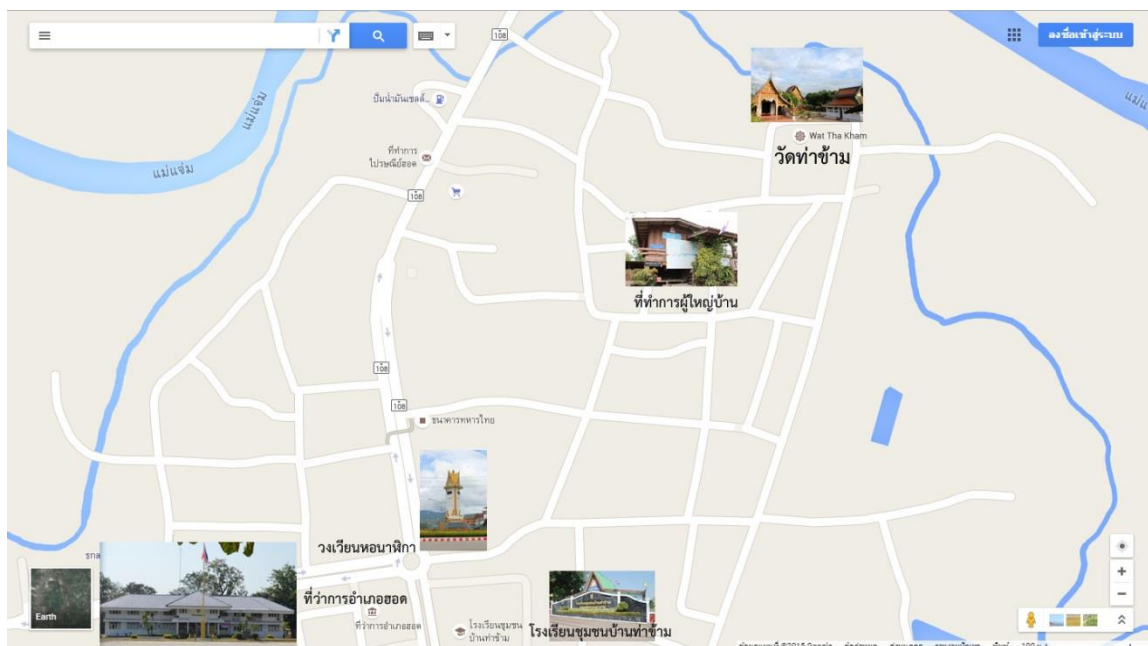 108
ลงชื่อเข้าสู่ระบบ
แม่แจ่ม
ปั๊มน้ำมันเชลล์...
แม่แจ่ม
Wat Tha Kham
วัดท่าข้าม
ที่ทำการ
ไปรษณีย์ฮอด
แม่แจ่ม
108
ที่ทำการผู้ใหญ่บ้าน
108
108
ธนาคารทหารไทย
วงเวียนหอนาฬิกา
Earth
ที่ว่าการอำเภอฮอด
ที่ว่าการอำเภอฮอด
โรงเรียนชุมชน
บ้านท่าข้าม
โรงเรียนชุมชนบ้านท่าข้าม